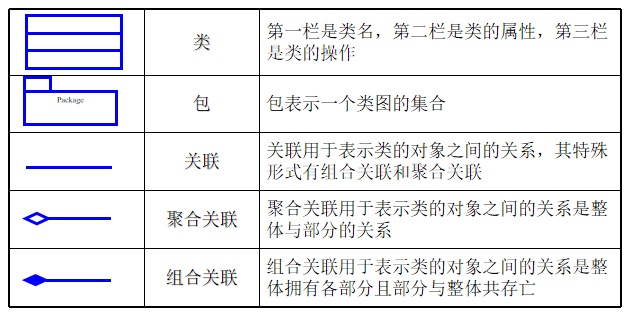 类
第一栏是类名，第二栏是类的属性，第三栏
是类的操作
Package
包
包表示一个类图的集合
关联
关联用于表示类的对象之间的关系，其特殊
形式有组合关联和聚合关联
聚合关联
聚合关联用于表示类的对象之间的关系是整
体与部分的关系
组合关联
组合关联用于表示类的对象之间的关系是整
体拥有各部分且部分与整体共存亡